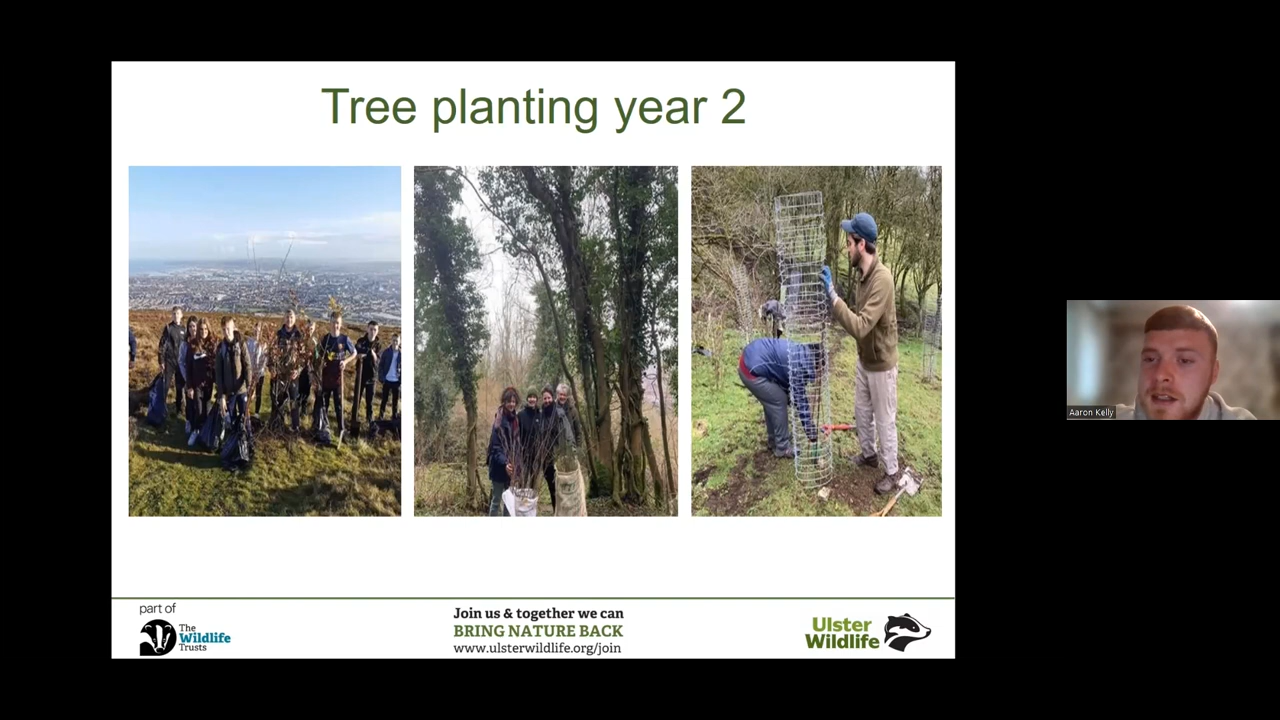 Tree planting year 2
Aaron Kelly
part of
The
Wildlife
Trusts
Join us & together we can
BRING NATURE BACK
www.ulsterwildlife.org/join
Ulster
Wildlife